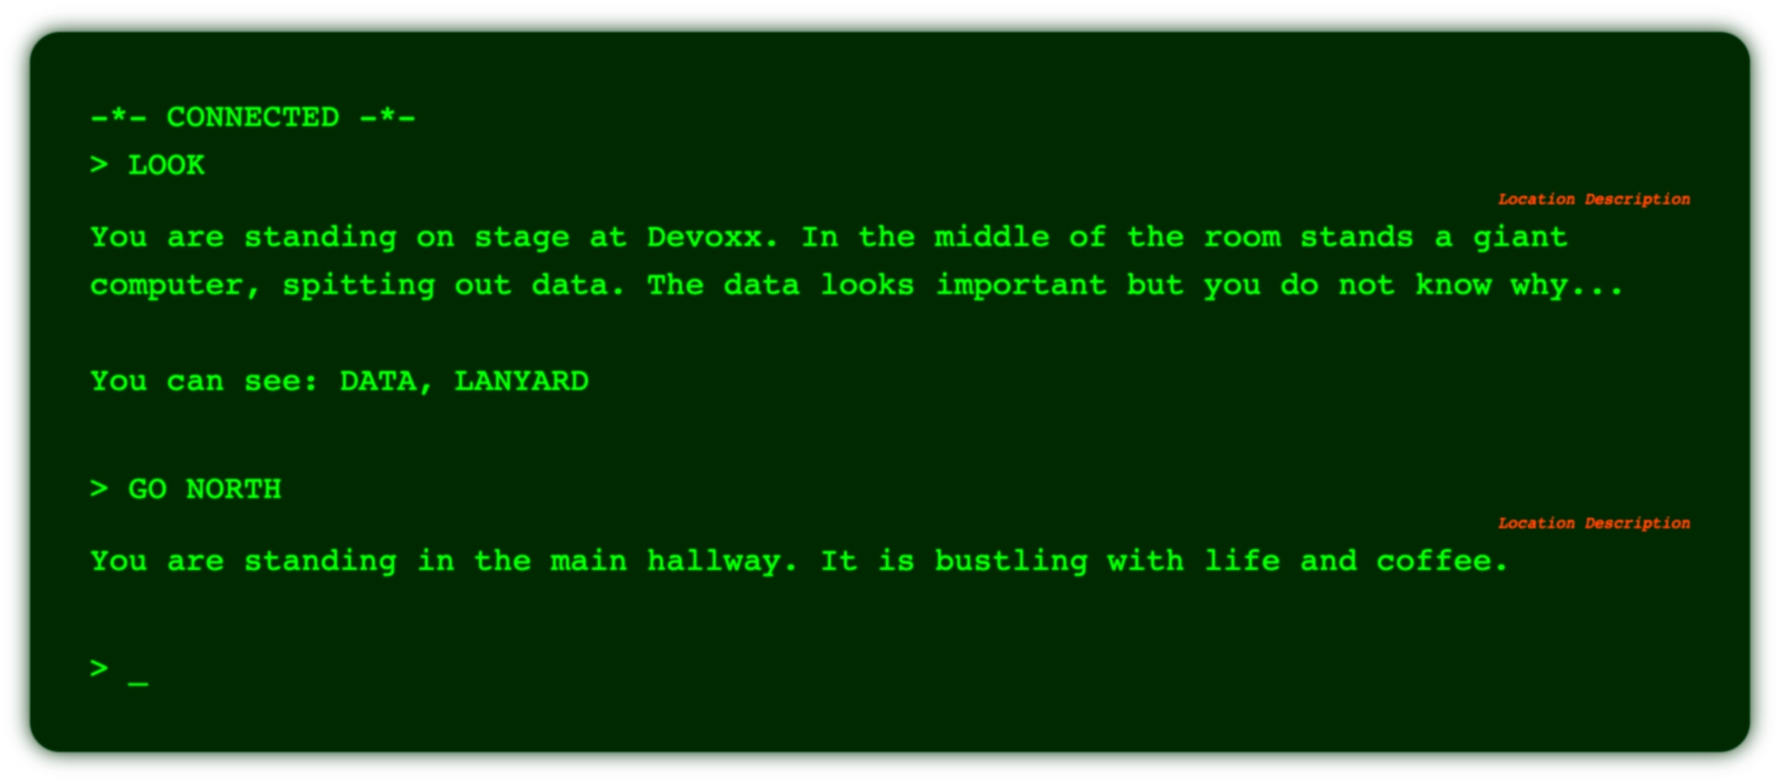 -*- CONNECTED -*-
> LOOK
Location Description
You are standing on stage at Devoxx. In the middle of the room stands a giant
computer, spitting out data. The data looks important but you do not know why...
You can see: DATA, LANYARD
> GO NORTH
Location Description
You are standing in the main hallway. It is bustling with life and coffee.
> _